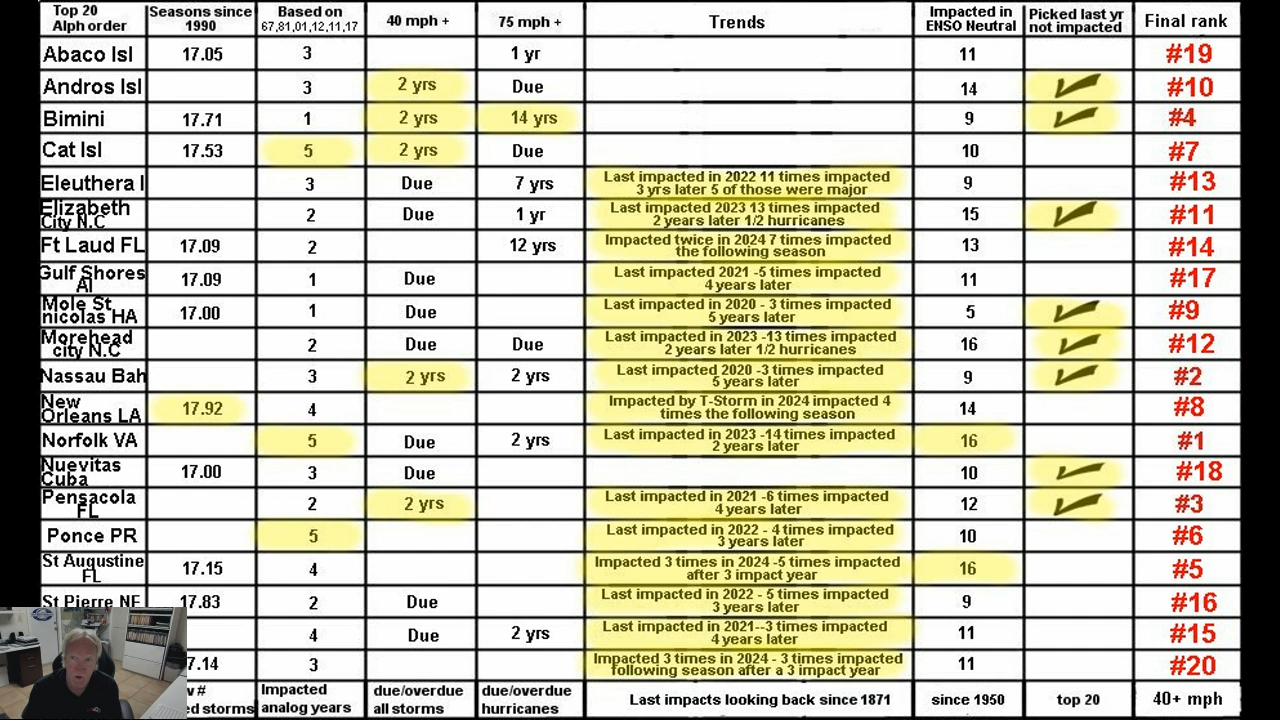 Top 20 Alph order Seasons since 1990 Based on 67,81,01,12,11,17 40 mph + 75 mph + Trends Impacted in ENSO Neutral Picked last yr not impacted Final rank
Abaco Isl 17.05 3 1 yr 11 #19
Andros Isl 3 2 yrs Due 14 #10
Bimini 17.71 1 2 yrs 14 yrs 9 #4
Cat Isl 17.53 5 2 yrs Due 10 #7
Eleuthera I 3 Due 7 yrs Last impacted in 2022 11 times impacted 3 yrs later 5 of those were major 9 #13
Elizabeth City N.C 2 Due 1 yr Last impacted 2023 13 times impacted 2 years later 1/2 hurricanes 15 #11
Ft Laud FL 17.09 2 12 yrs Impacted twice in 2024 7 times impacted the following season 13 #14
Gulf Shores Al 17.09 1 Due Last impacted 2021 -5 times impacted 4 years later 11 #17
Mole St nicolas HA 17.00 1 Due Last impacted in 2020 - 3 times impacted 5 years later 5 #9
Morehead city N.C 2 Due Due Last impacted in 2023 -13 times impacted 2 years later 1/2 hurricanes 16 #12
Nassau Bah 3 2 yrs 2 yrs Last impacted 2020 -3 times impacted 5 years later 9 #2
New Orleans LA 17.92 4 Impacted by T-Storm in 2024 impacted 4 times the following season 14 #8
Norfolk VA 5 Due 2 yrs Last impacted in 2023 -14 times impacted 2 years later 16 #1
Nuevitas Cuba 17.00 3 Due 10 #18
Pensacola FL 2 2 yrs Last impacted in 2021 -6 times impacted 4 years later 12 #3
Ponce PR 5 Last impacted in 2022 - 4 times impacted 3 years later 10 #6
St Augustine FL 17.15 4 Impacted 3 times in 2024 -5 times impacted after 3 impact year 16 #5
St Pierre NF 17.83 2 Due Last impacted in 2022 - 5 times impacted 3 years later 9 #16
4 Due 2 yrs Last impacted in 2021--3 times impacted 4 years later 11 #15
7.14 3 Impacted 3 times in 2024 - 3 times impacted following season after a 3 impact year 11 #20
# ed storms Impacted analog years due/overdue all storms due/overdue hurricanes Last impacts looking back since 1871 since 1950 top 20 40+ mph